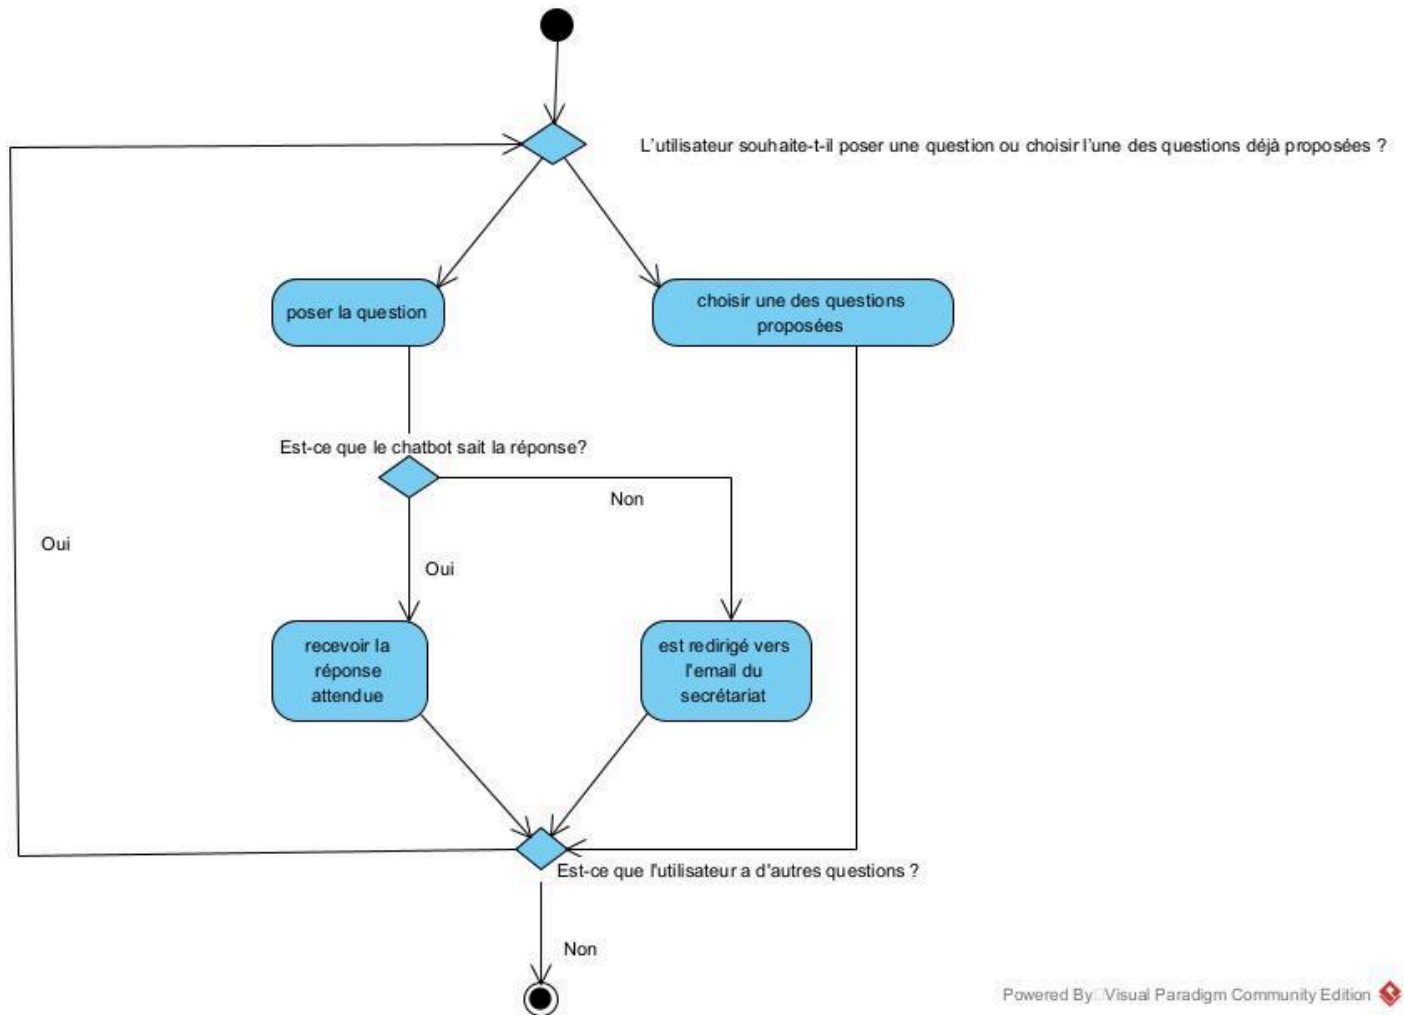 L'utilisateur souhaite-t-il poser une question ou choisir l'une des questions déjà proposées ?
poser la question
choisir une des questions
proposées
Est-ce que le chatbot sait la réponse?
Non
Oui
Oui
recevoir la
réponse
attendue
est redirigé vers
l'email du
secrétariat
Est-ce que l'utilisateur a d'autres questions ?
Non
Powered By Visual Paradigm Community Edition